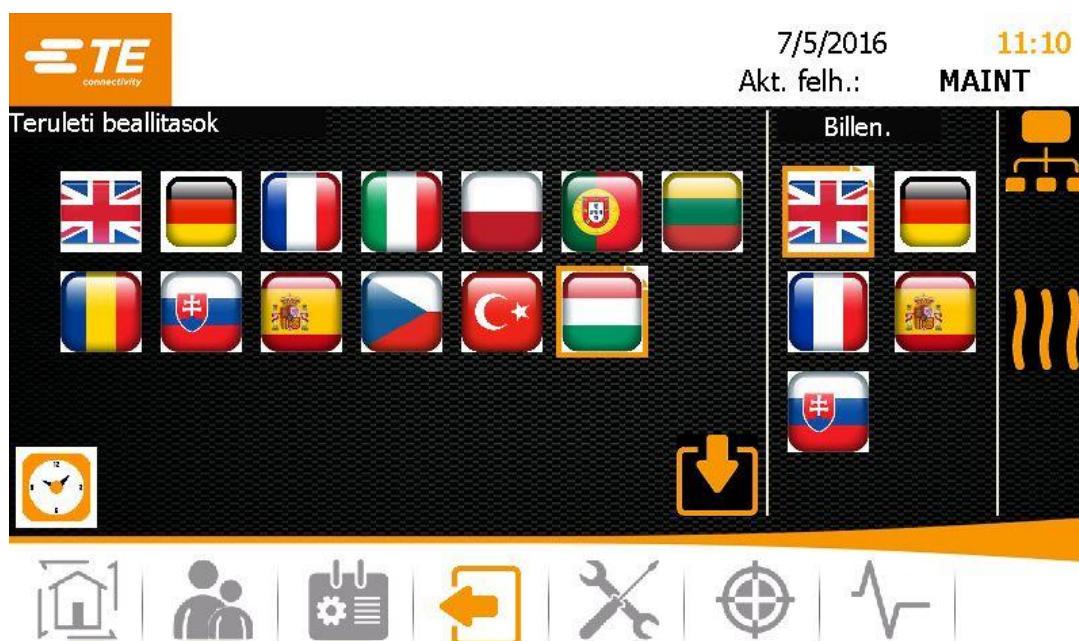 TE
connectivity
7/5/2016 11:10
Akt. felh.: MAINT
Teruleti beallitasok
Billen.